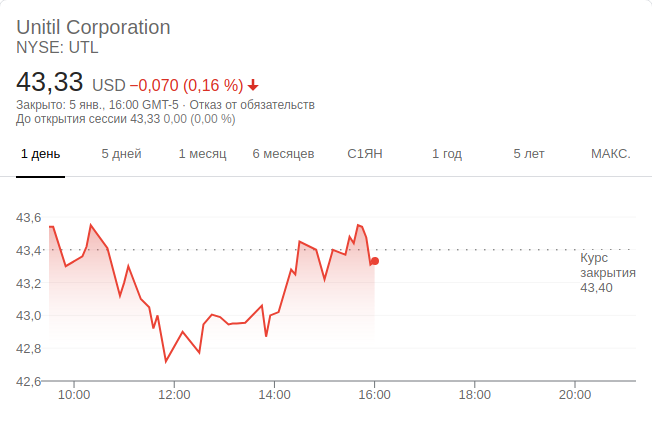 Unitil Corporation
NYSE: UTL
43,33 USD −0,070 (0,16 %)
Закрыто: 5 янв., 16:00 GMT-5 · Отказ от обязательств
До открытия сессии 43,33 0,00 (0,00 %)
1 день 5 дней 1 месяц 6 месяцев С1ЯН 1 год 5 лет МАКС.
43,6
43,4
Курс
закрытия
43,40
43,2
43,0
42,8
42,6
10:00 12:00 14:00 16:00 18:00 20:00